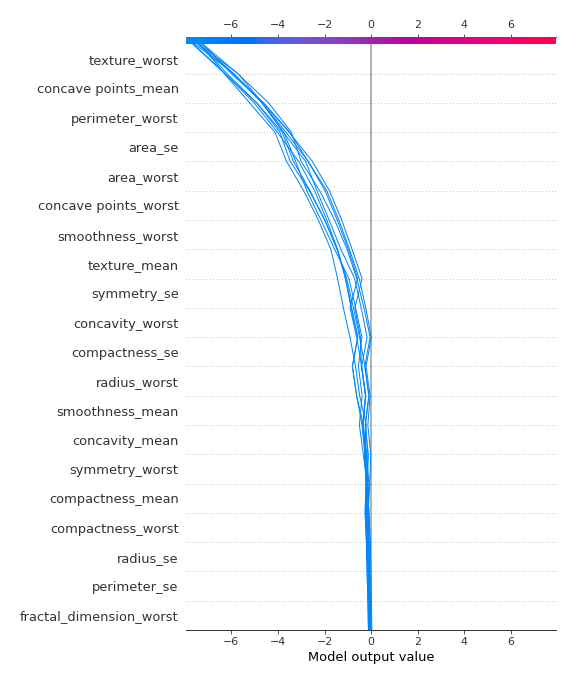 −6 −4 −2 0 2 4 6
texture_worst
concave points_mean
perimeter_worst
area_se
area_worst
concave points_worst
smoothness_worst
texture_mean
symmetry_se
concavity_worst
compactness_se
radius_worst
smoothness_mean
concavity_mean
symmetry_worst
compactness_mean
compactness_worst
radius_se
perimeter_se
fractal_dimension_worst
−6 −4 −2 0 2 4 6
Model output value